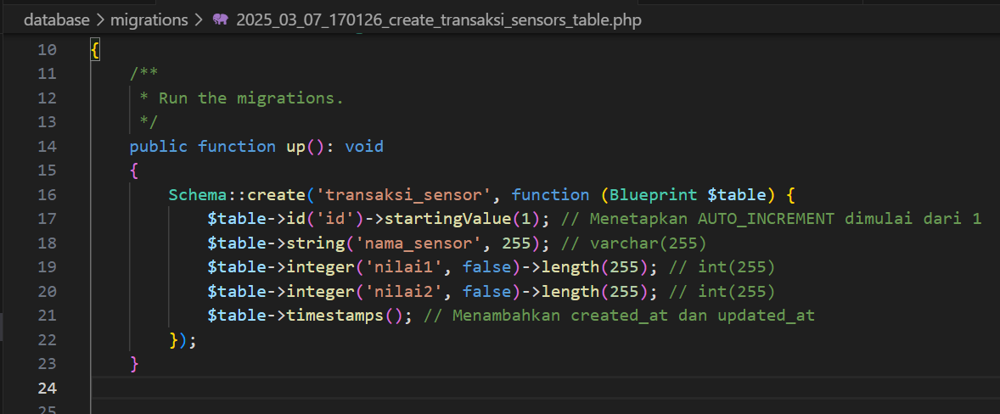 database > migrations > 2025_03_07_170126_create_transaksi_sensors_table.php
10 {
11     /**
12      * Run the migrations.
13      */
14     public function up(): void
15     {
16         Schema::create('transaksi_sensor', function (Blueprint $table) {
17             $table->id('id')->startingValue(1); // Menetapkan AUTO_INCREMENT dimulai dari 1
18             $table->string('nama_sensor', 255); // varchar(255)
19             $table->integer('nilai1', false)->length(255); // int(255)
20             $table->integer('nilai2', false)->length(255); // int(255)
21             $table->timestamps(); // Menambahkan created_at dan updated_at
22         });
23     }
24
25